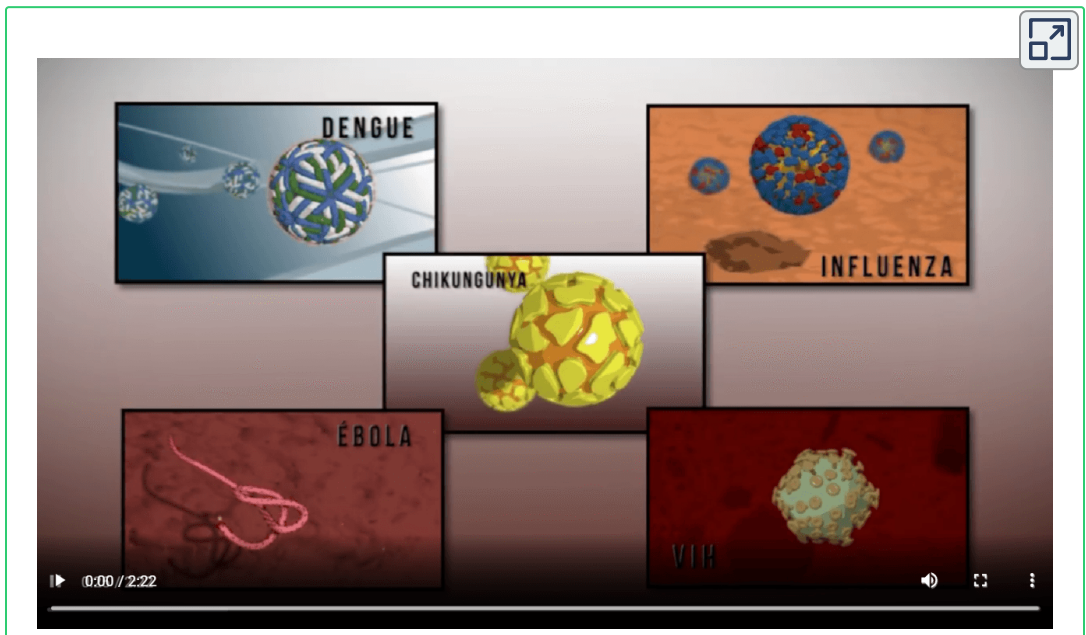 DENGUE
INFLUENZA
CHIKUNGUNYA
ÉBOLA
VIH
0:00 / 2:22